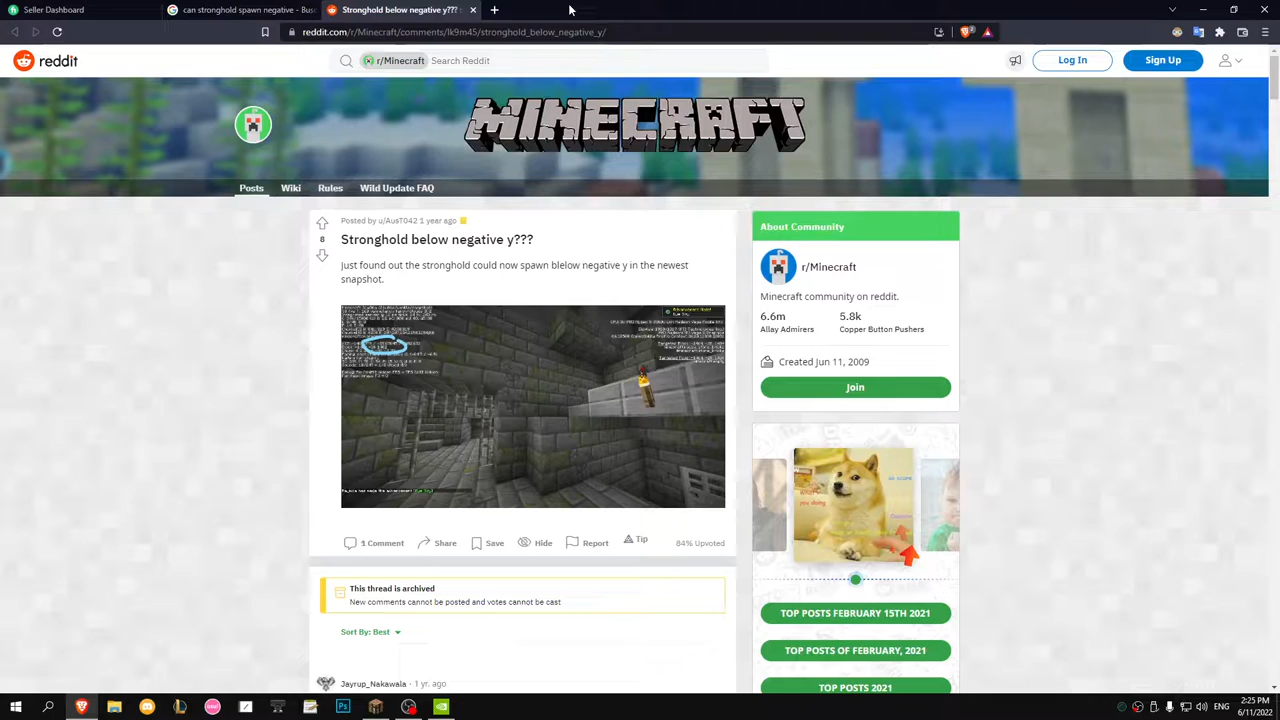 Seller Dashboard
can stronghold spawn negative - Bus
Stronghold below negative y???
reddit.com/r/Minecraft/comments/lk9m45/stronghold_below_negative_y/
reddit
r/Minecraft
Search Reddit
Log In
Sign Up
MINECRAFT
Posts
Wiki
Rules
Wild Update FAQ
Posted by u/AusT042 1 year ago
8
Stronghold below negative y???
Just found out the stronghold could now spawn blelow negative y in the newest
snapshot.
1 Comment
Share
Save
Hide
Report
Tip
84% Upvoted
This thread is archived
New comments cannot be posted and votes cannot be cast
Sort By: Best
Jayrup_Nakawala · 1 yr. ago
About Community
r/Minecraft
Minecraft community on reddit.
6.6m
5.8k
Allay Admirers
Copper Button Pushers
Created Jun 11, 2009
Join
TOP POSTS FEBRUARY 15TH 2021
TOP POSTS OF FEBRUARY, 2021
TOP POSTS 2021
2:25 PM
6/11/2022